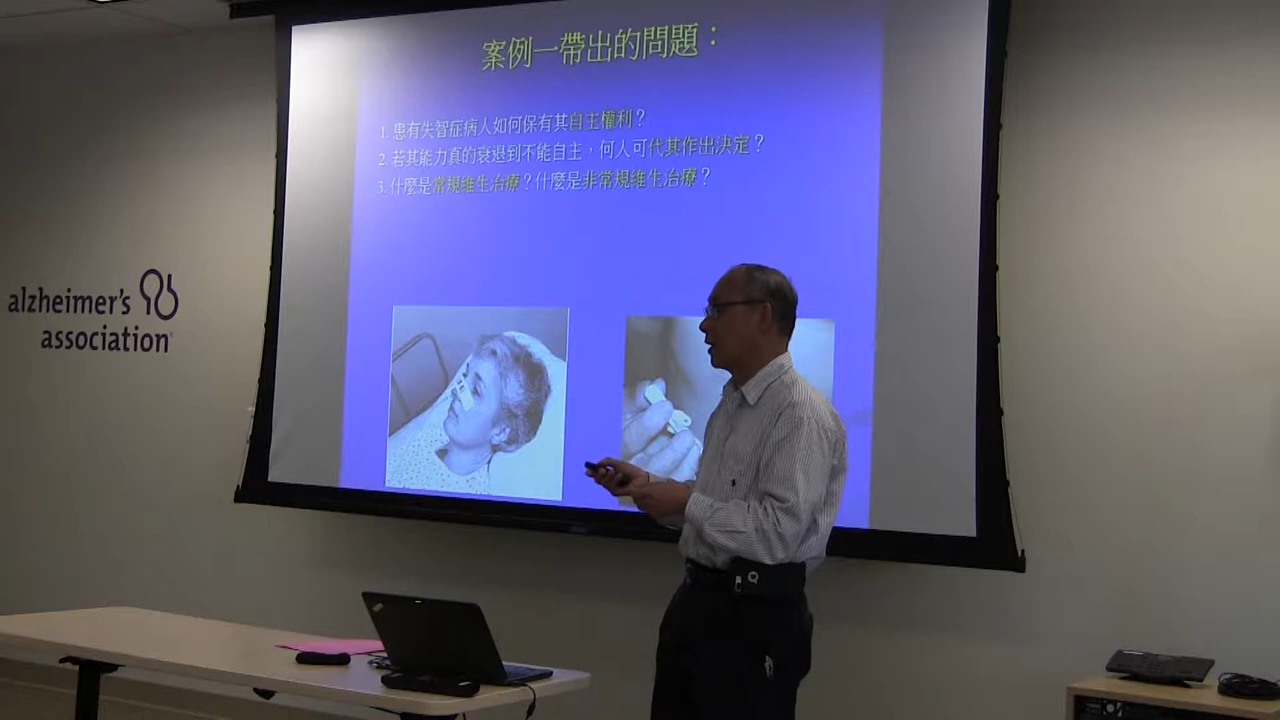 案例一帶出的問題：
1. 患有失智症病人如何保有其自主權利？
2. 若其能力真的衰退到不能自主，何人可代其作出決定？
3. 什麼是常規維生治療？什麼是非常規維生治療？
alzheimer's
association